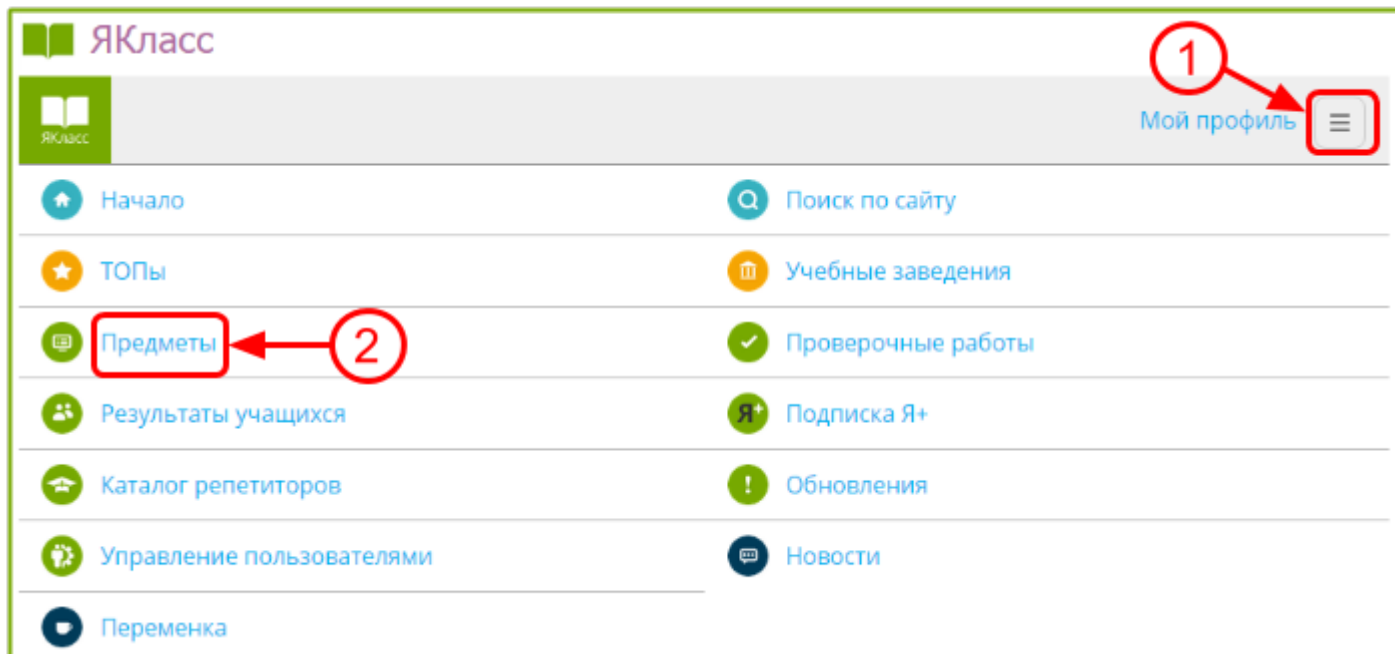 ЯКласс
1
ЯКласс
Мой профиль
Начало
Поиск по сайту
ТОПы
Учебные заведения
Предметы
2
Проверочные работы
Результаты учащихся
Я+
Подписка Я+
Каталог репетиторов
Обновления
Управление пользователями
Новости
Переменка